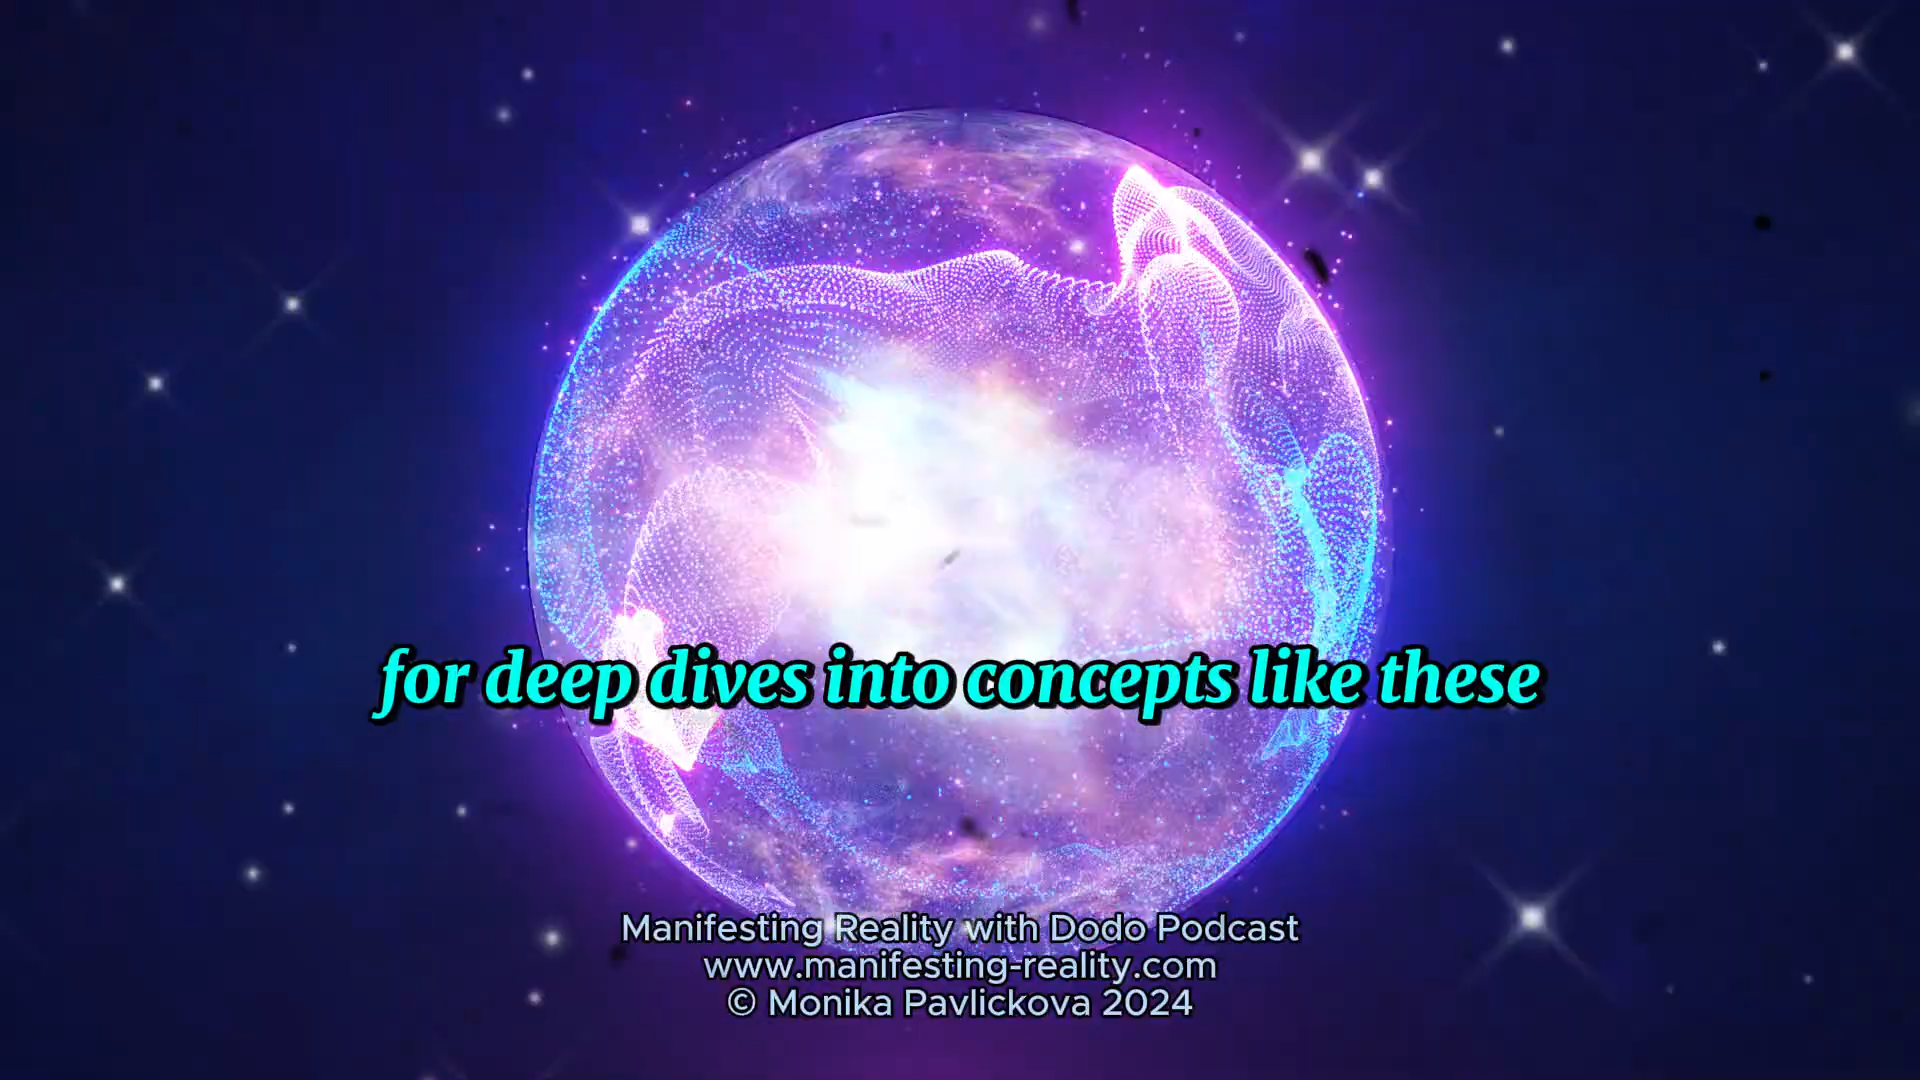 for deep dives into concepts like these
Manifesting Reality with Dodo Podcast
www.manifesting-reality.com
© Monika Pavlickova 2024